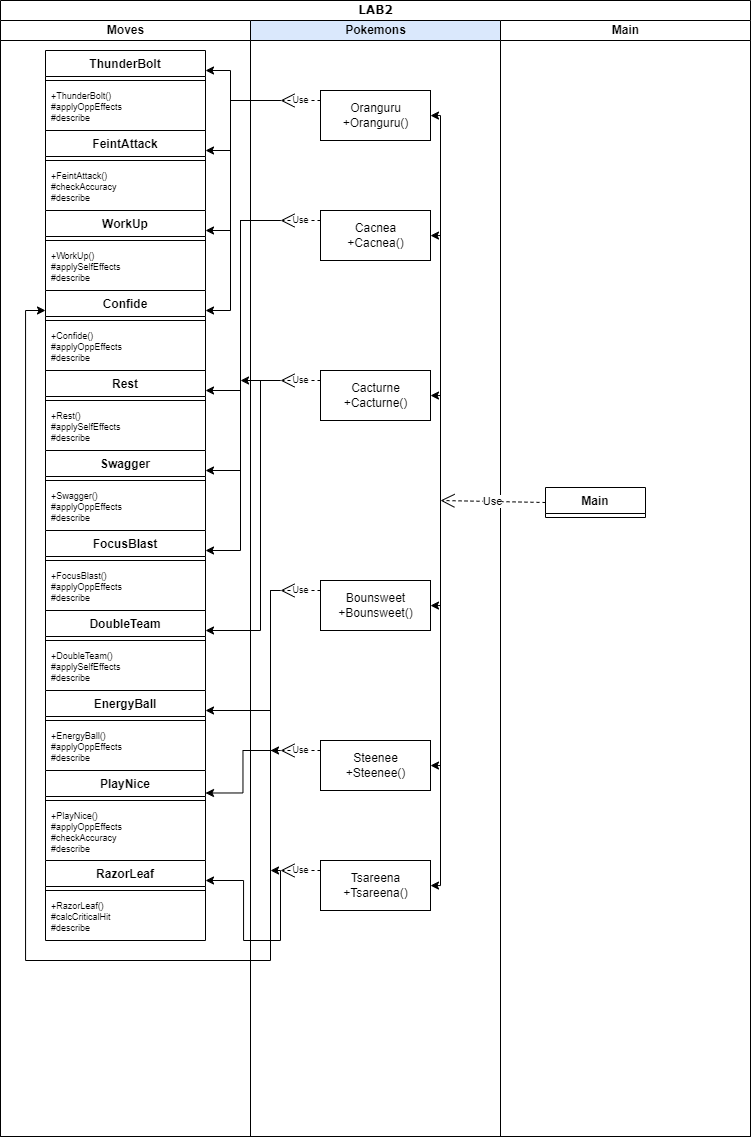 LAB2
Moves
Pokemons
Main
ThunderBolt
+ThunderBolt()
#applyOppEffects
#describe
FeintAttack
+FeintAttack()
#checkAccuracy
#describe
WorkUp
+WorkUp()
#applySelfEffects
#describe
Confide
+Confide()
#applyOppEffects
#describe
Rest
+Rest()
#applySelfEffects
#describe
Swagger
+Swagger()
#applyOppEffects
#describe
FocusBlast
+FocusBlast()
#applyOppEffects
#describe
DoubleTeam
+DoubleTeam()
#applySelfEffects
#describe
EnergyBall
+EnergyBall()
#applyOppEffects
#describe
PlayNice
+PlayNice()
#applyOppEffects
#checkAccuracy
#describe
RazorLeaf
+RazorLeaf()
#calcCriticalHit
#describe
Use
Oranguru
+Oranguru()
Use
Cacnea
+Cacnea()
Use
Cacturne
+Cacturne()
Use
Bounsweet
+Bounsweet()
Use
Steenee
+Steenee()
Use
Tsareena
+Tsareena()
Use
Main